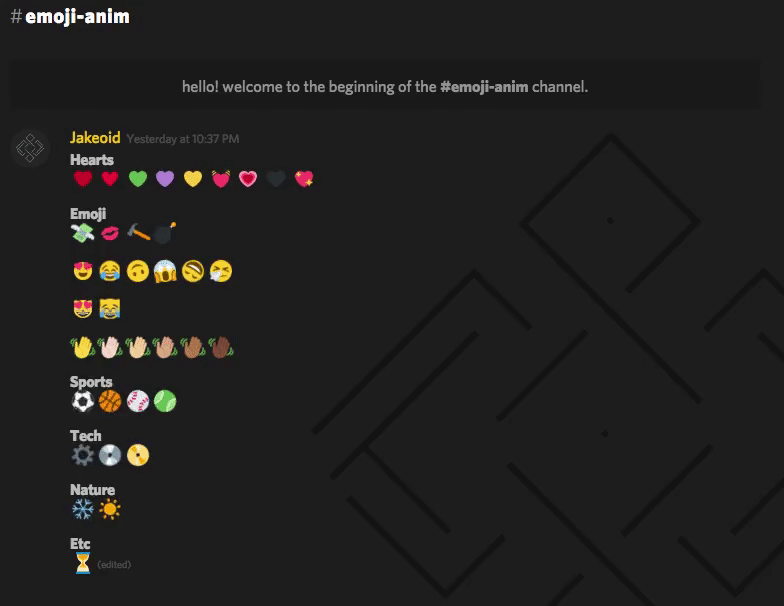 #emoji-anim
hello! welcome to the beginning of the #emoji-anim channel.
Jakeoid Yesterday at 10:37 PM
Hearts
Emoji
Sports
Tech
Nature
Etc
(edited)